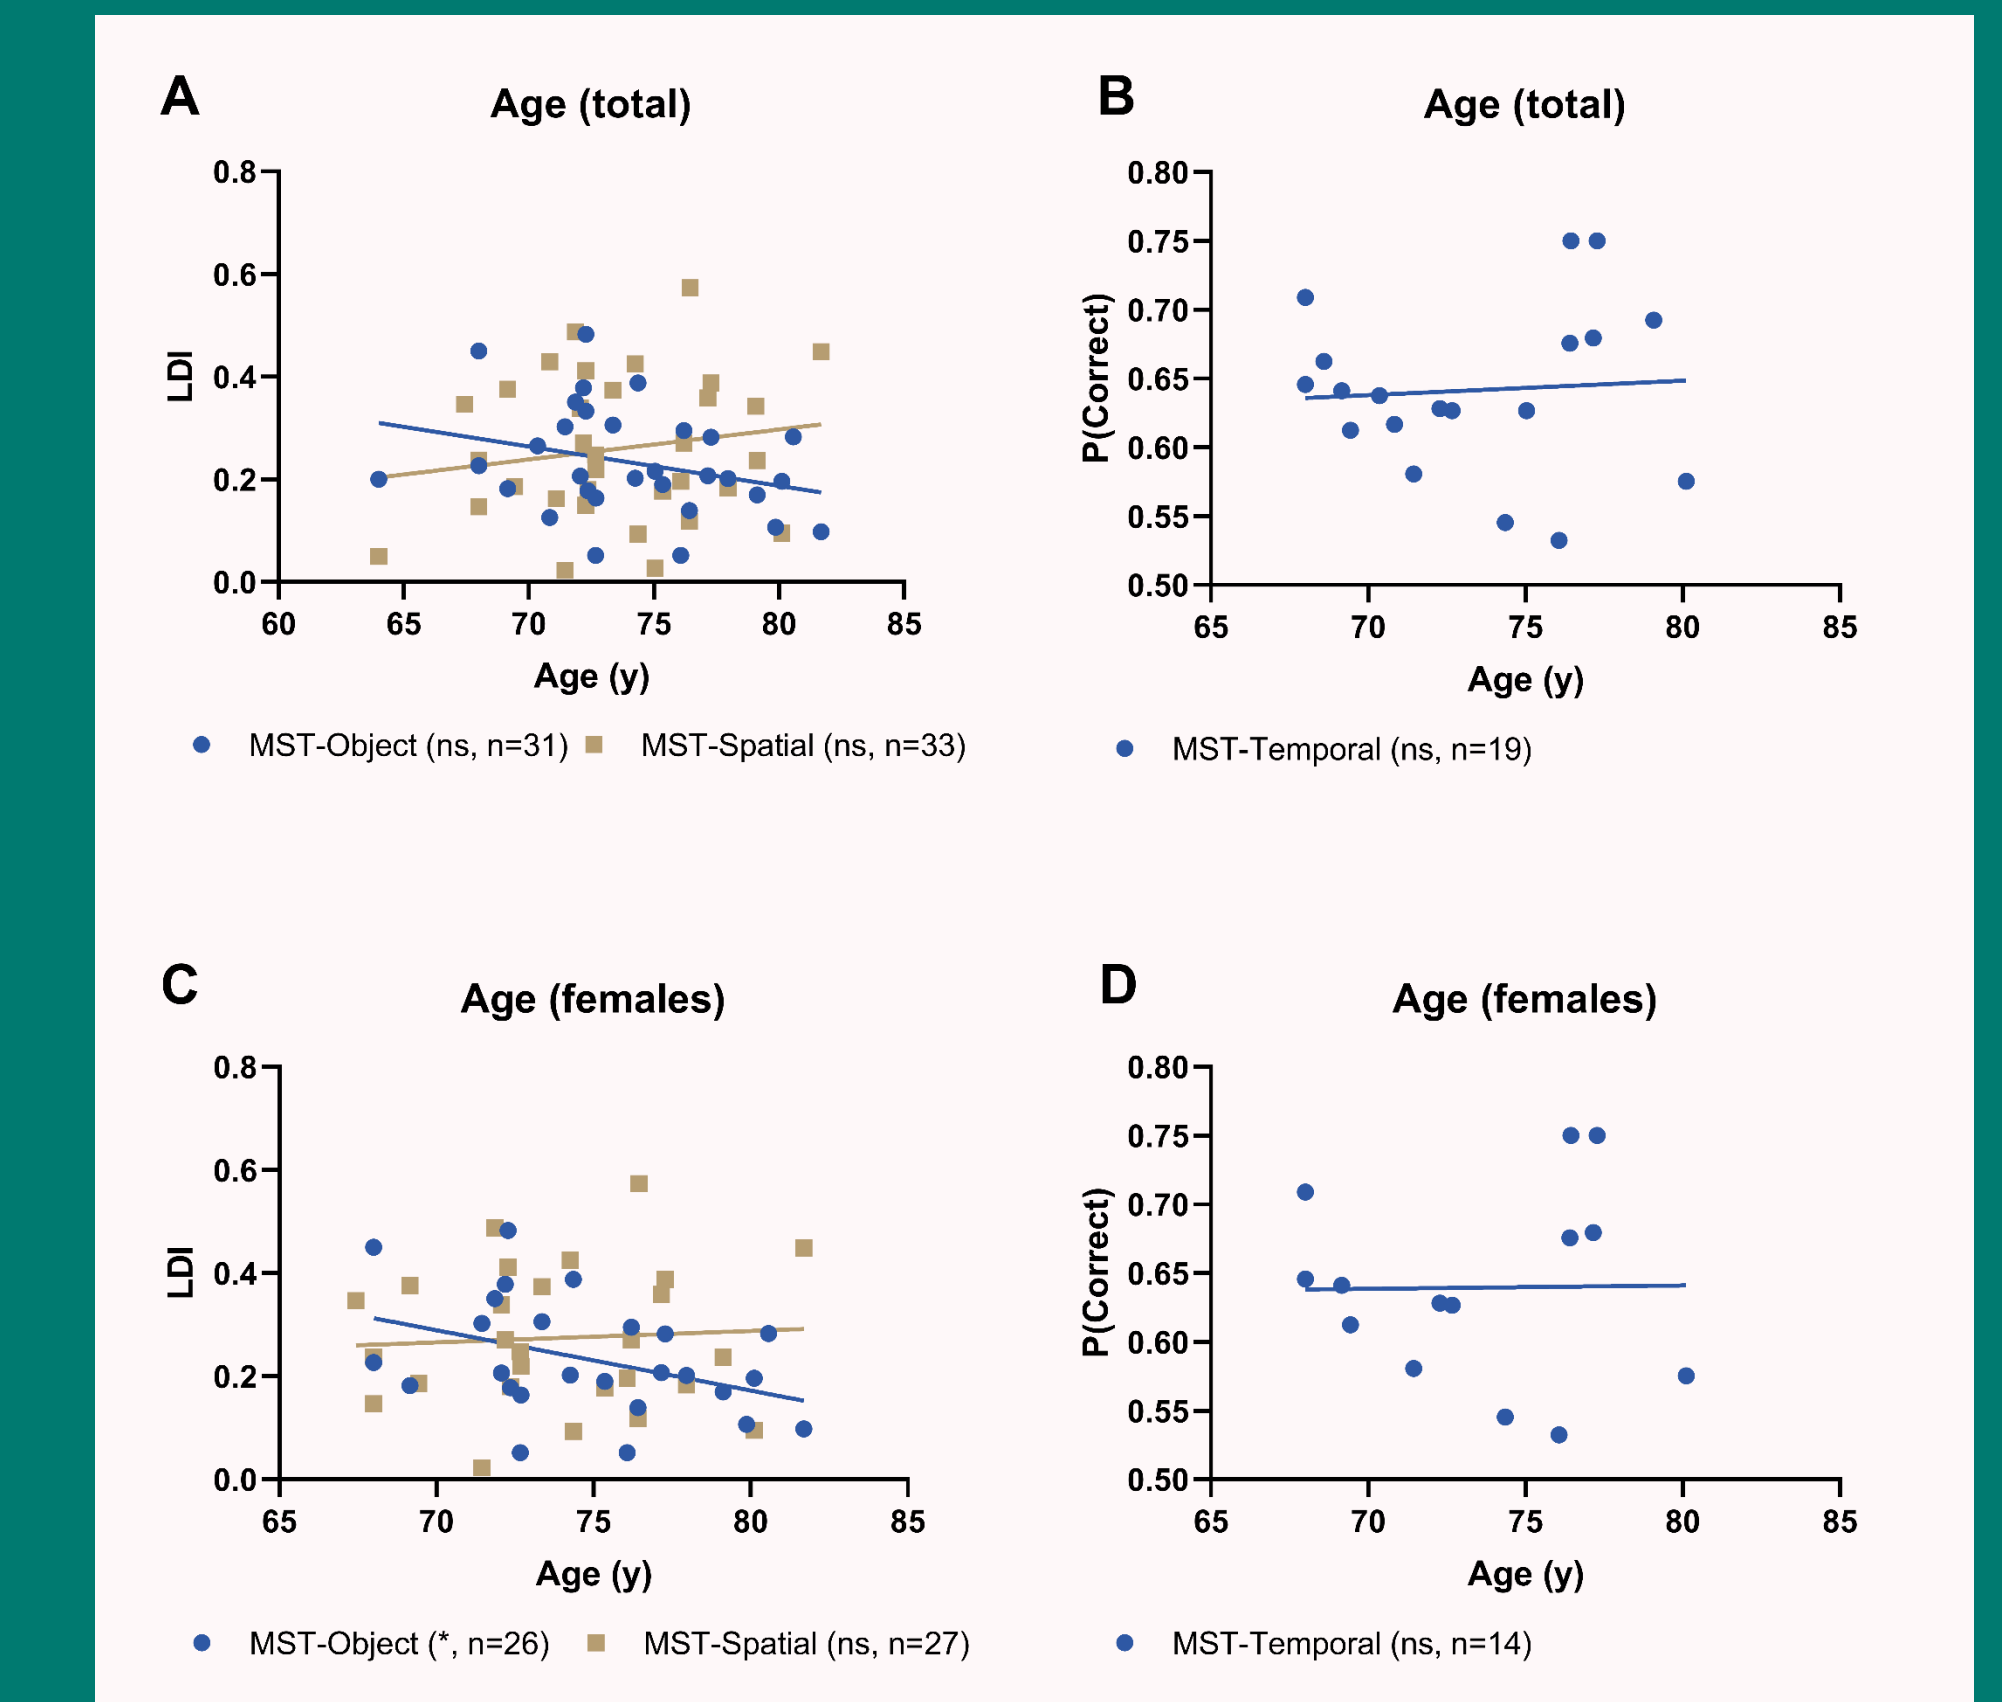 A
Age (total)
0.8
0.6
0.4
0.2
0.0
LDI
60 65 70 75 80 85
Age (y)
MST-Object (ns, n=31) MST-Spatial (ns, n=33)
B
Age (total)
0.80
0.75
0.70
0.65
0.60
0.55
0.50
P(Correct)
65 70 75 80 85
Age (y)
MST-Temporal (ns, n=19)
C
Age (females)
0.8
0.6
0.4
0.2
0.0
LDI
65 70 75 80 85
Age (y)
MST-Object (*, n=26) MST-Spatial (ns, n=27)
D
Age (females)
0.80
0.75
0.70
0.65
0.60
0.55
0.50
P(Correct)
65 70 75 80 85
Age (y)
MST-Temporal (ns, n=14)